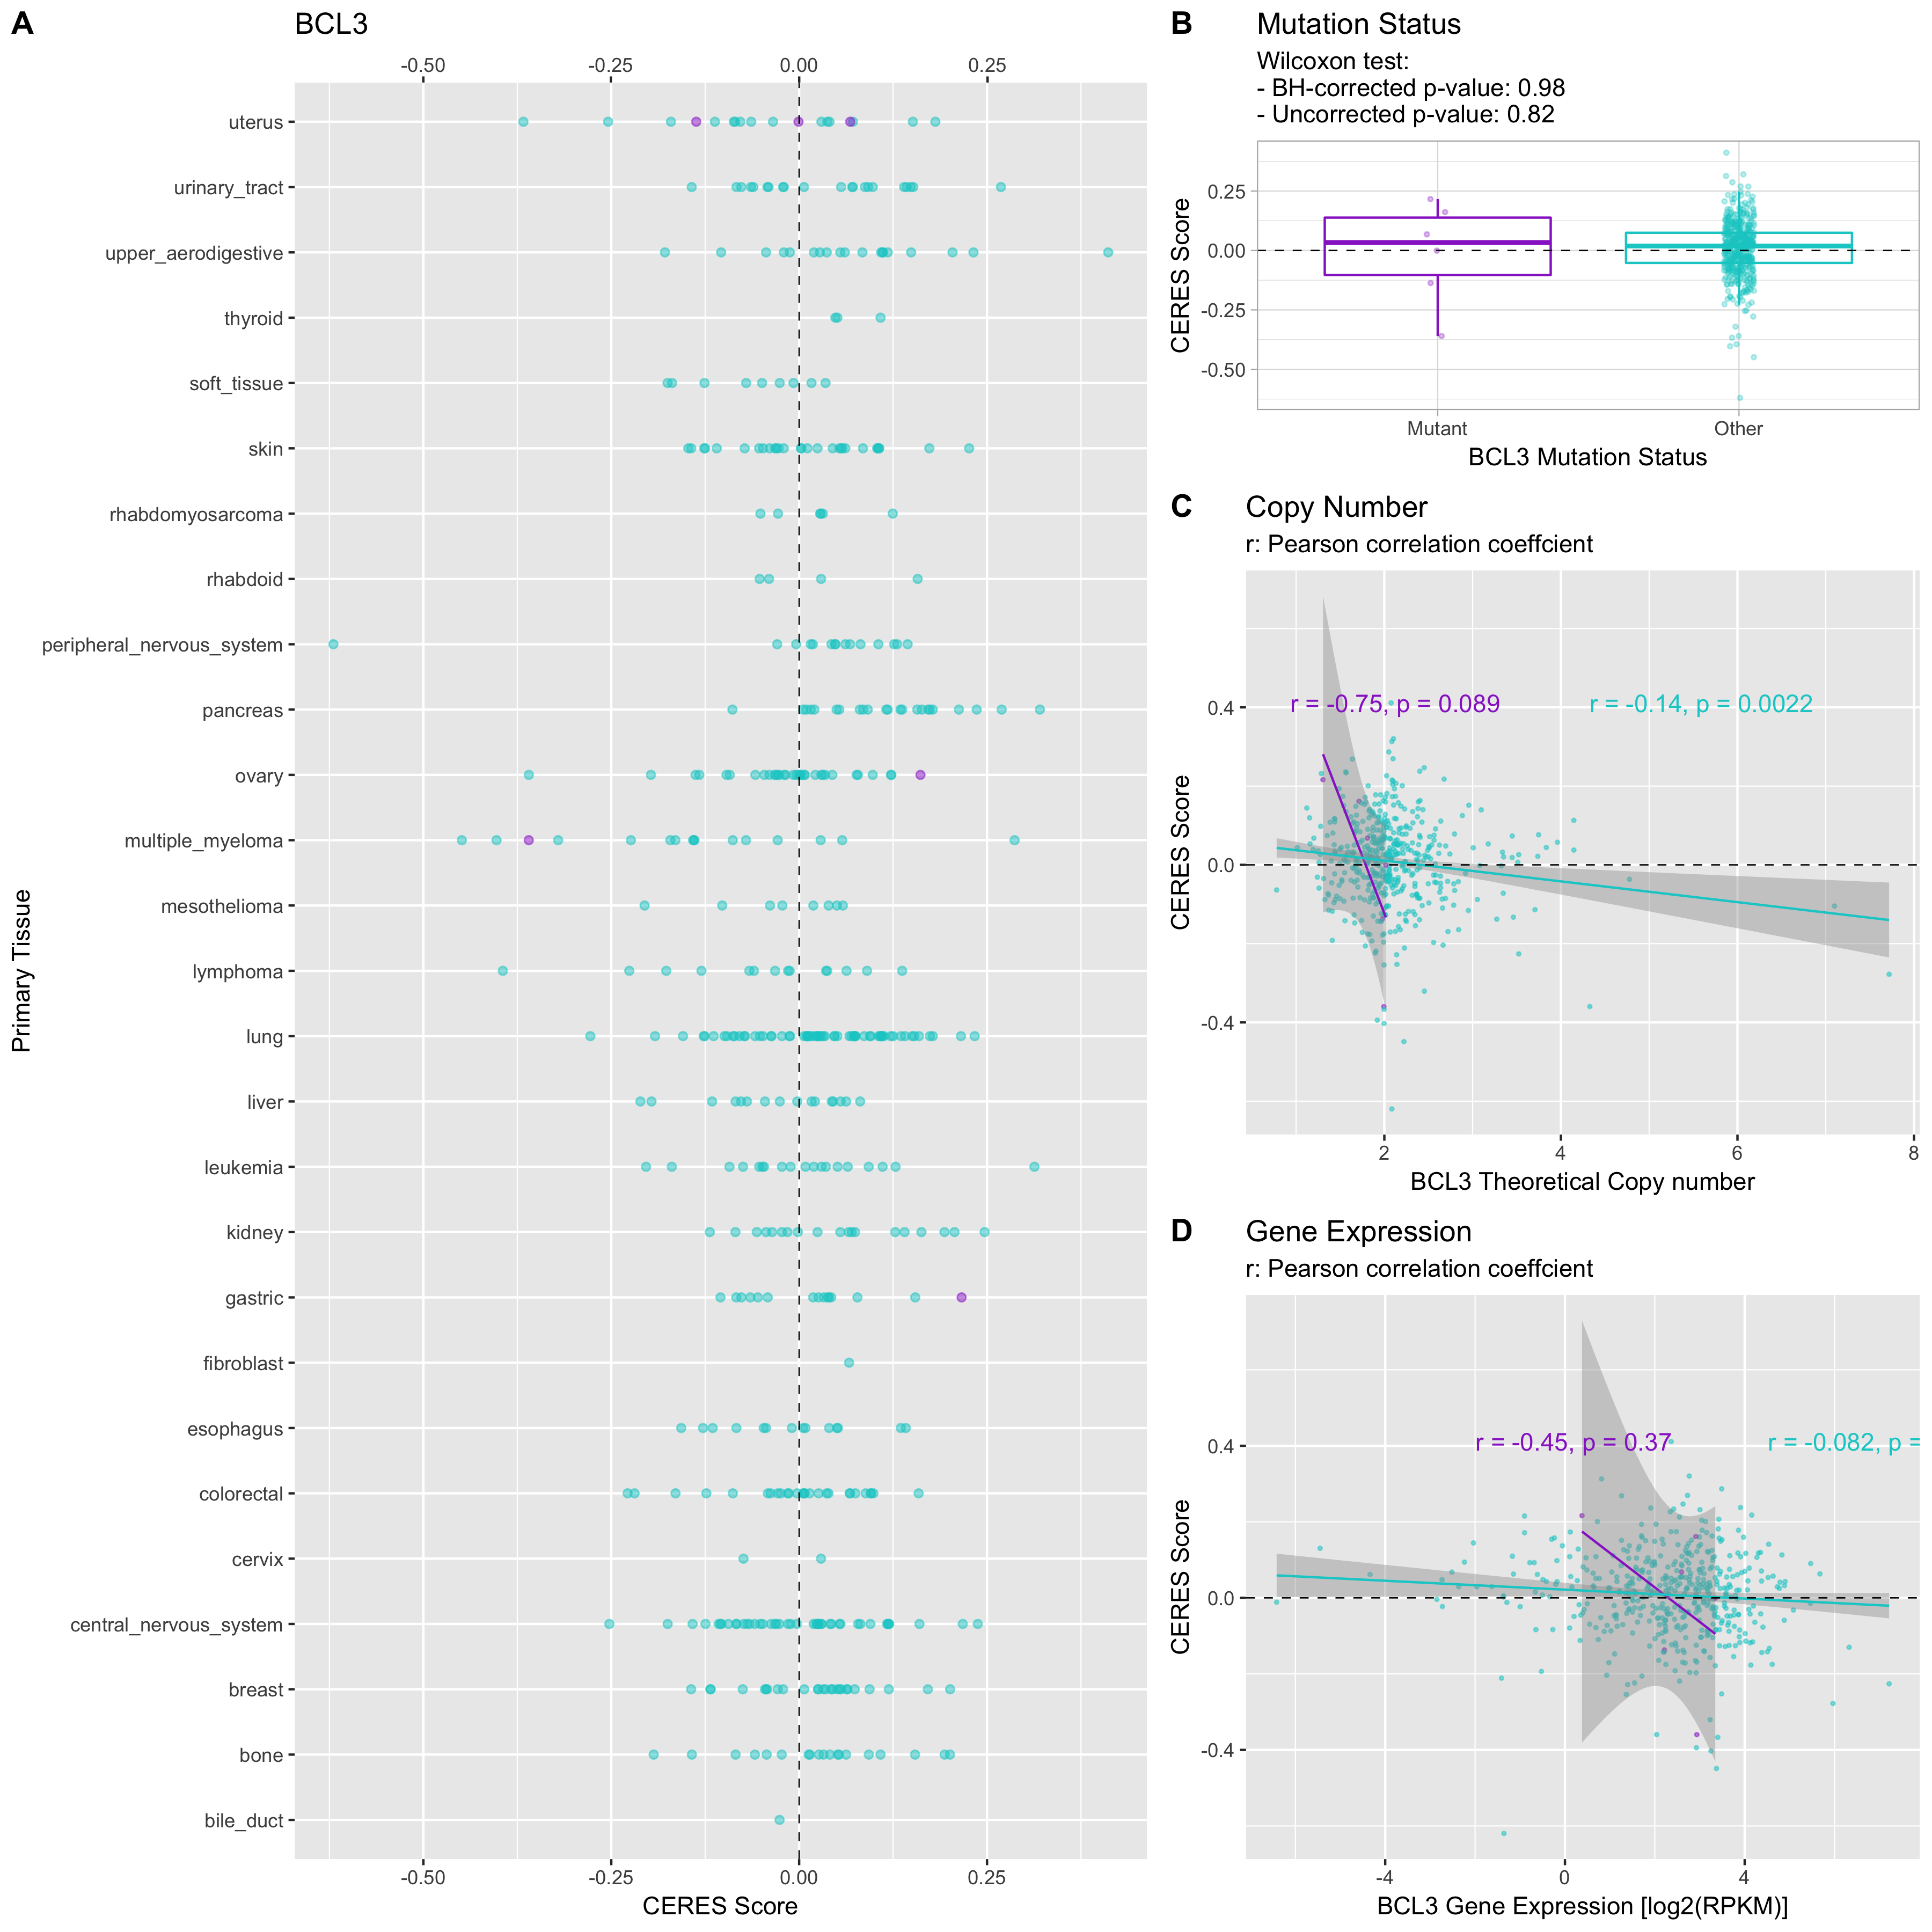 A
BCL3
-0.50
-0.25
0.00
0.25
Primary Tissue
uterus
urinary_tract
upper_aerodigestive
thyroid
soft_tissue
skin
rhabdomyosarcoma
rhabdoid
peripheral_nervous_system
pancreas
ovary
multiple_myeloma
mesothelioma
lymphoma
lung
liver
leukemia
kidney
gastric
fibroblast
esophagus
colorectal
cervix
central_nervous_system
breast
bone
bile_duct
-0.50
-0.25
0.00
0.25
CERES Score
B
Mutation Status
Wilcoxon test:
- BH-corrected p-value: 0.98
- Uncorrected p-value: 0.82
CERES Score
0.25
0.00
-0.25
-0.50
Mutant
Other
BCL3 Mutation Status
C
Copy Number
r: Pearson correlation coeffcient
r = -0.75, p = 0.089
r = -0.14, p = 0.0022
CERES Score
0.4
0.0
-0.4
2
4
6
8
BCL3 Theoretical Copy number
D
Gene Expression
r: Pearson correlation coeffcient
r = -0.45, p = 0.37
r = -0.082, p =
CERES Score
0.4
0.0
-0.4
-4
0
4
BCL3 Gene Expression [log2(RPKM)]